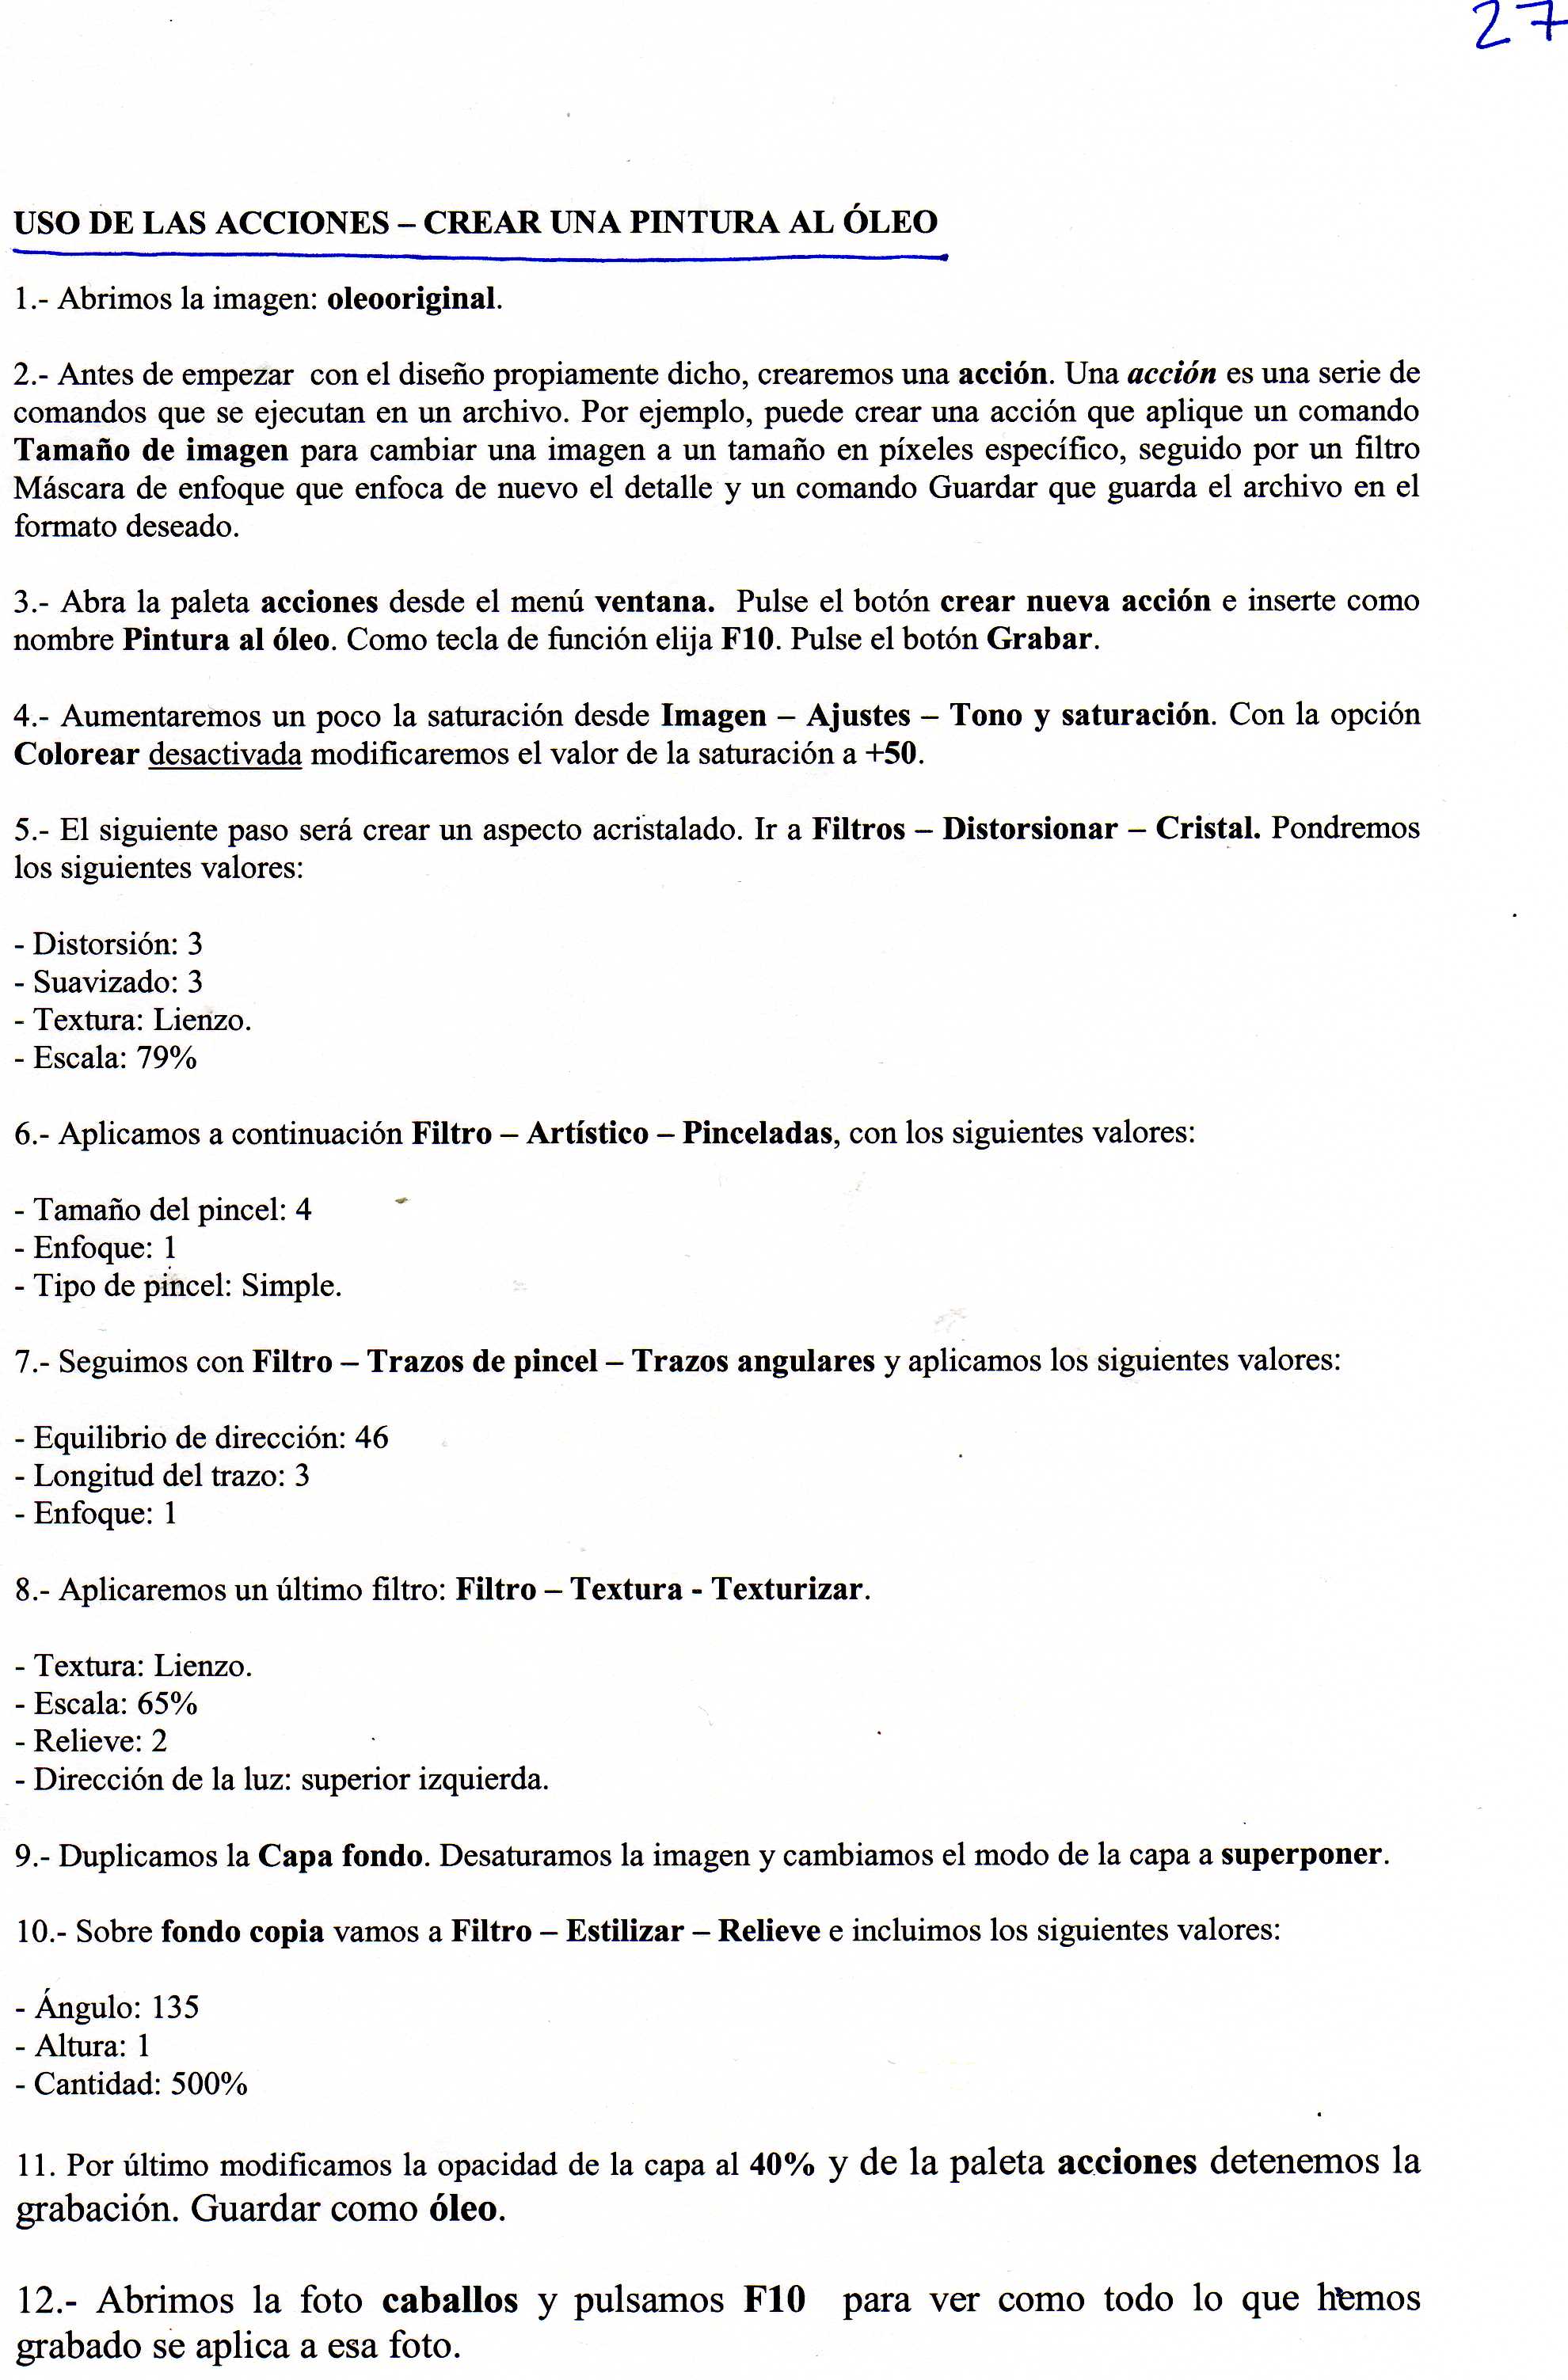 27
USO DE LAS ACCIONES – CREAR UNA PINTURA AL ÓLEO
1.- Abrimos la imagen: oleooriginal.
2.- Antes de empezar con el diseño propiamente dicho, crearemos una acción. Una acción es una serie de
comandos que se ejecutan en un archivo. Por ejemplo, puede crear una acción que aplique un comando
Tamaño de imagen para cambiar una imagen a un tamaño en píxeles específico, seguido por un filtro
Máscara de enfoque que enfoca de nuevo el detalle y un comando Guardar que guarda el archivo en el
formato deseado.
3.- Abra la paleta acciones desde el menú ventana. Pulse el botón crear nueva acción e inserte como
nombre Pintura al óleo. Como tecla de función elija F10. Pulse el botón Grabar.
4.- Aumentaremos un poco la saturación desde Imagen – Ajustes – Tono y saturación. Con la opción
Colorear desactivada modificaremos el valor de la saturación a +50.
5.- El siguiente paso será crear un aspecto acristalado. Ir a Filtros – Distorsionar – Cristal. Pondremos
los siguientes valores:
- Distorsión: 3
- Suavizado: 3
- Textura: Lienzo.
- Escala: 79%
6.- Aplicamos a continuación Filtro – Artístico – Pinceladas, con los siguientes valores:
- Tamaño del pincel: 4
- Enfoque: 1
- Tipo de pincel: Simple.
7.- Seguimos con Filtro – Trazos de pincel – Trazos angulares y aplicamos los siguientes valores:
- Equilibrio de dirección: 46
- Longitud del trazo: 3
- Enfoque: 1
8.- Aplicaremos un último filtro: Filtro – Textura - Texturizar.
- Textura: Lienzo.
- Escala: 65%
- Relieve: 2
- Dirección de la luz: superior izquierda.
9.- Duplicamos la Capa fondo. Desaturamos la imagen y cambiamos el modo de la capa a superponer.
10.- Sobre fondo copia vamos a Filtro – Estilizar – Relieve e incluimos los siguientes valores:
- Ángulo: 135
- Altura: 1
- Cantidad: 500%
11. Por último modificamos la opacidad de la capa al 40% y de la paleta acciones detenemos la
grabación. Guardar como óleo.
12.- Abrimos la foto caballos y pulsamos F10 para ver como todo lo que hemos
grabado se aplica a esa foto.